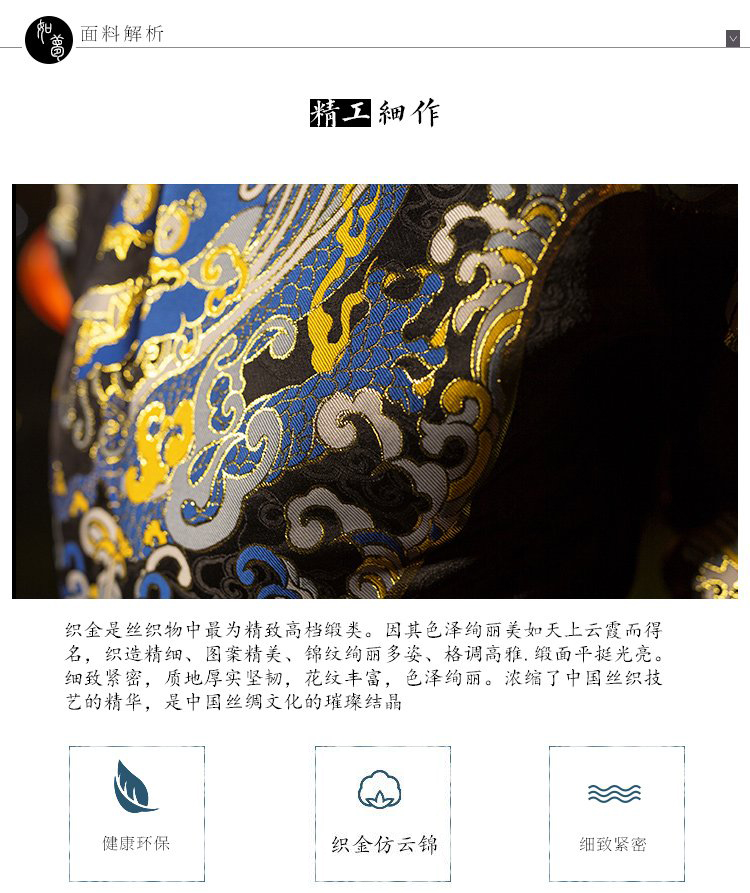 如夢
面料解析
精工細作
织金是丝织物中最为精致高档缎类。因其色泽绚丽美如天上云霞而得
名，织造精细、图案精美、锦纹绚丽多姿、格调高雅.缎面平挺光亮。
细致紧密，质地厚实坚韧，花纹丰富，色泽绚丽。浓缩了中国丝织技
艺的精华，是中国丝绸文化的璀璨结晶
健康环保
织金仿云锦
细致紧密